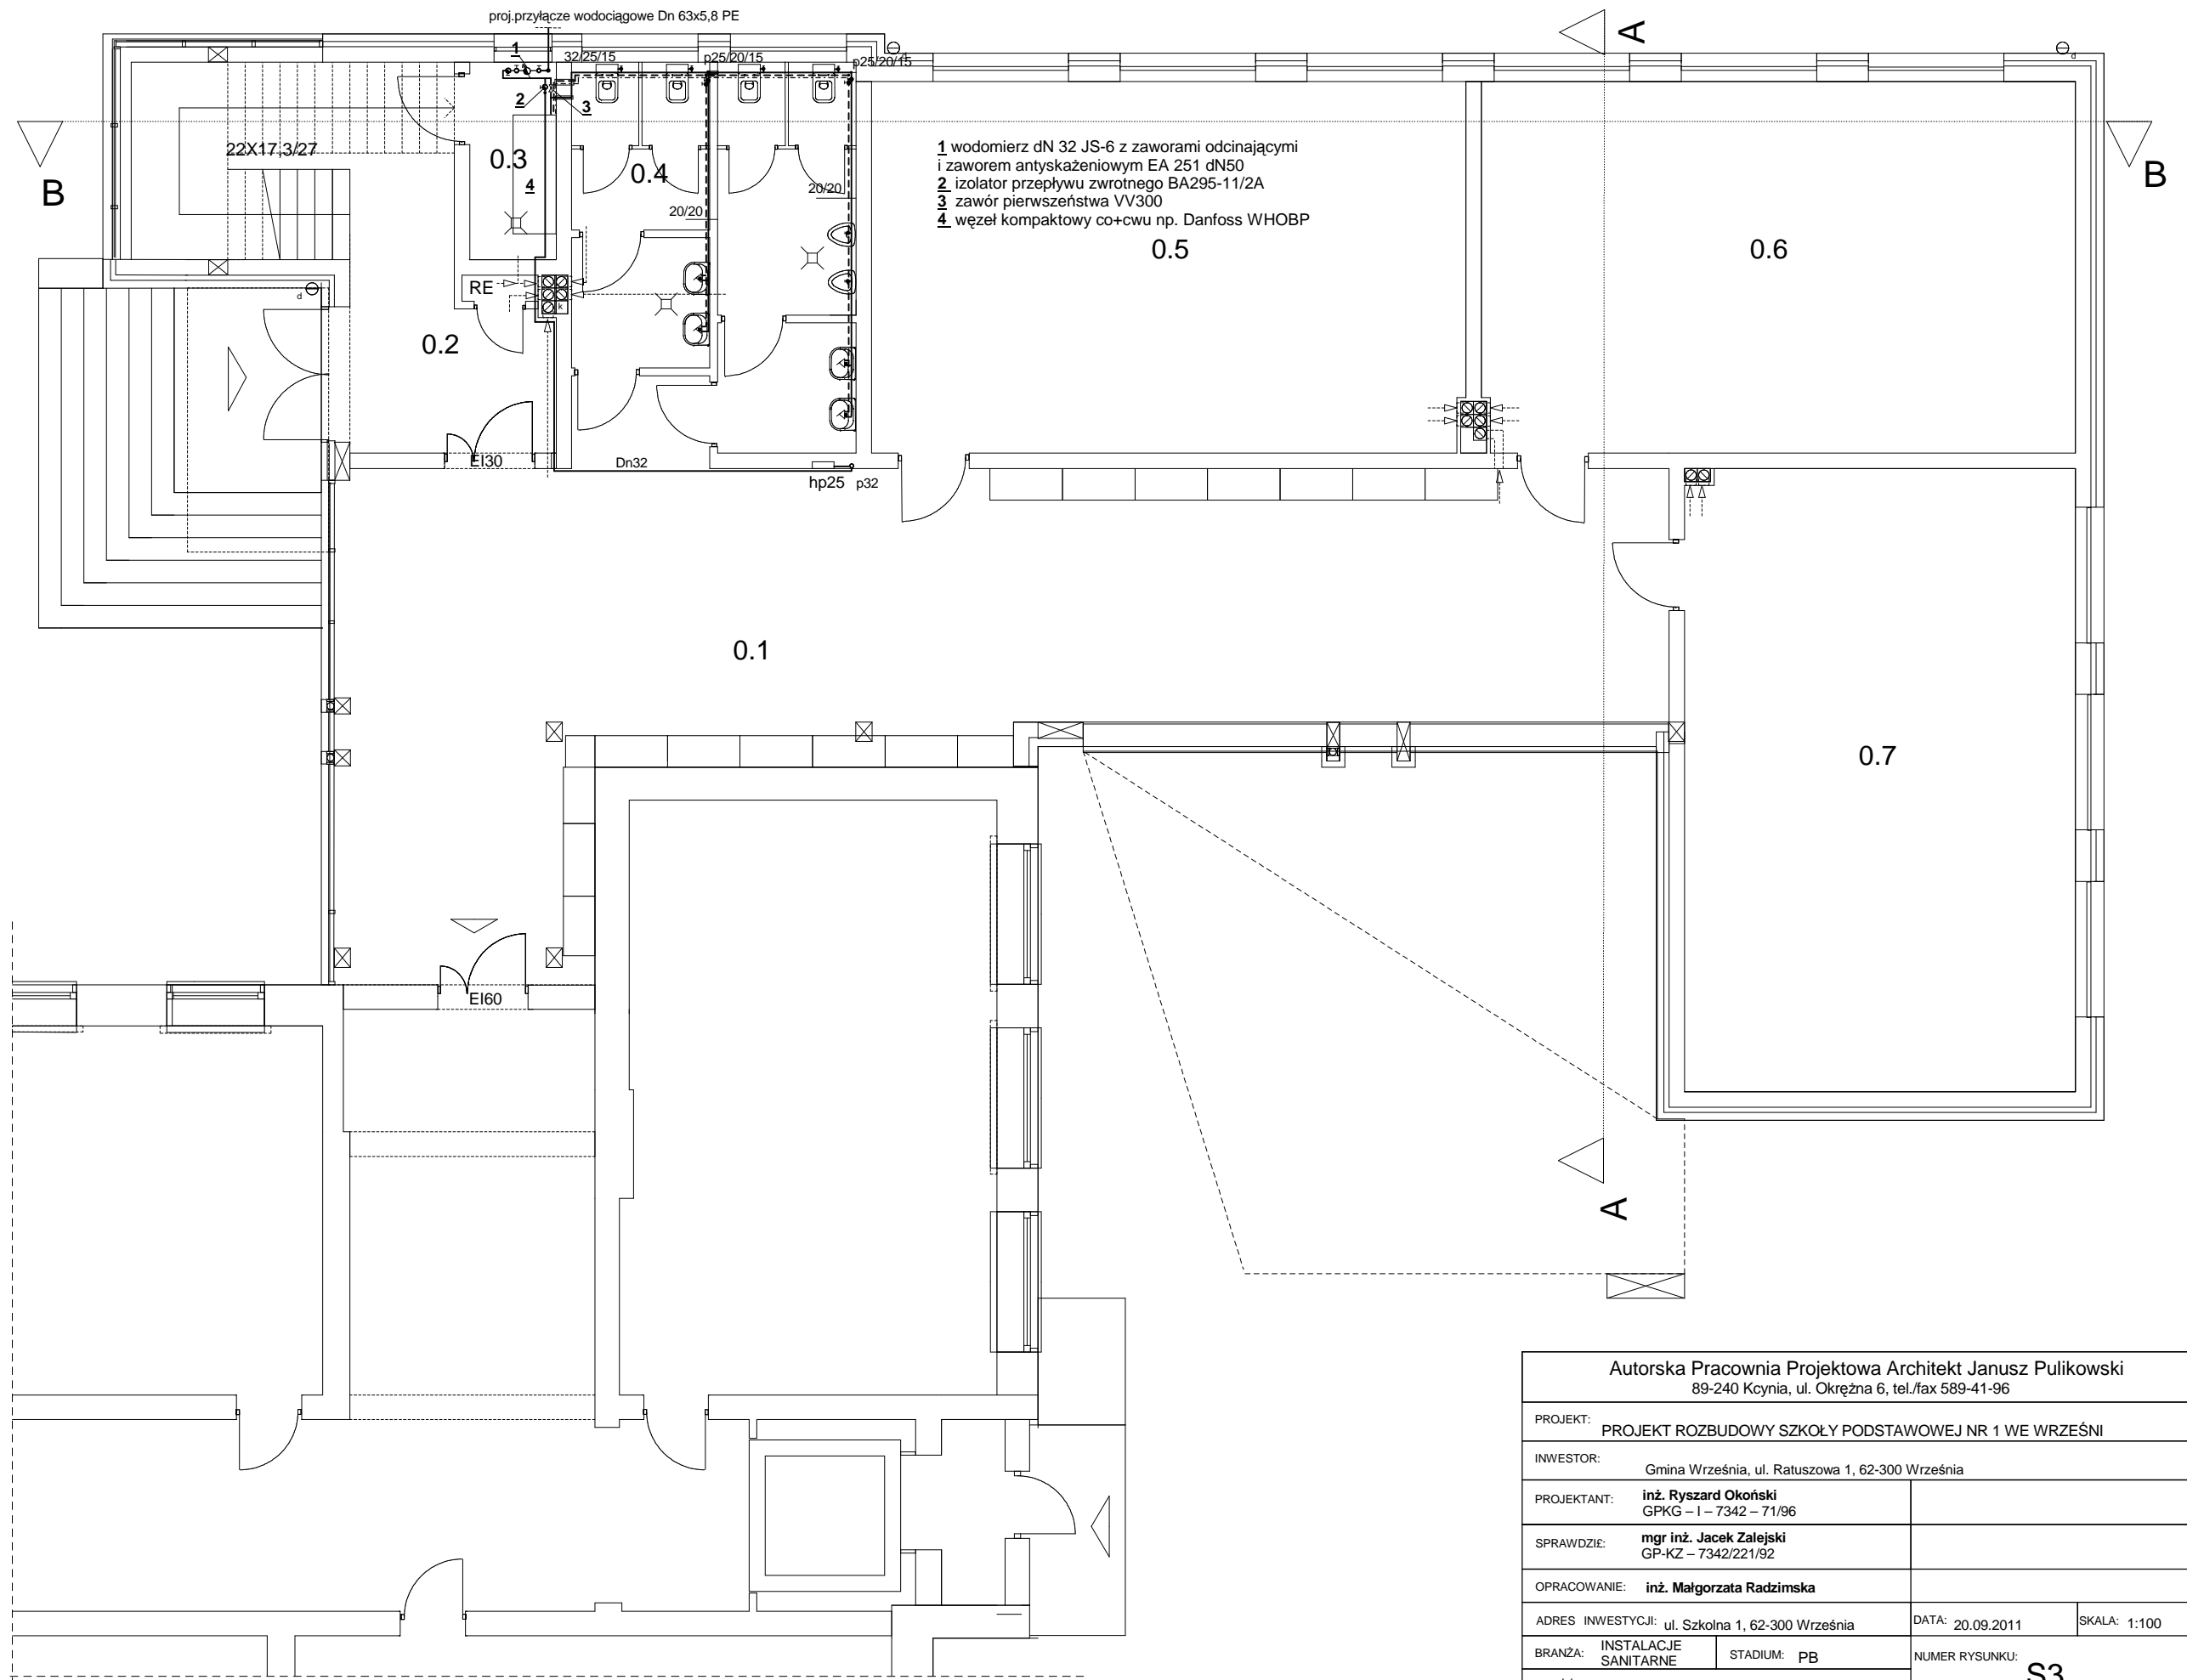 proj.przyłącze wodociągowe Dn 63x5,8 PE
1
32/25/15
p25/20/15
p25/20/15
A
2
3
22X17,3/27
0.3
4
0.4
20/20
20/20
B
B
1 wodomierz dN 32 JS-6 z zaworami odcinającymi
i zaworem antyskażeniowym EA 251 dN50
2 izolator przepływu zwrotnego BA295-11/2A
3 zawór pierwszeństwa VV300
4 węzeł kompaktowy co+cwu np. Danfoss WHOBP
0.5
0.6
RE
k
d
d
d
0.2
EI30
Dn32
hp25
p32
0.1
0.7
EI60
A
Autorska Pracownia Projektowa Architekt Janusz Pulikowski
89-240 Kcynia, ul. Okrężna 6, tel./fax 589-41-96
PROJEKT: PROJEKT ROZBUDOWY SZKOŁY PODSTAWOWEJ NR 1 WE WRZEŚNI
INWESTOR: Gmina Września, ul. Ratuszowa 1, 62-300 Września
PROJEKTANT: inż. Ryszard Okoński
GPKG – I – 7342 – 71/96
SPRAWDZI£: mgr inż. Jacek Zalejski
GP-KZ – 7342/221/92
OPRACOWANIE: inż. Małgorzata Radzimska
ADRES INWESTYCJI: ul. Szkolna 1, 62-300 Września
DATA: 20.09.2011
SKALA: 1:100
BRANŻA: INSTALACJE SANITARNE
STADIUM: PB
NUMER RYSUNKU: S3